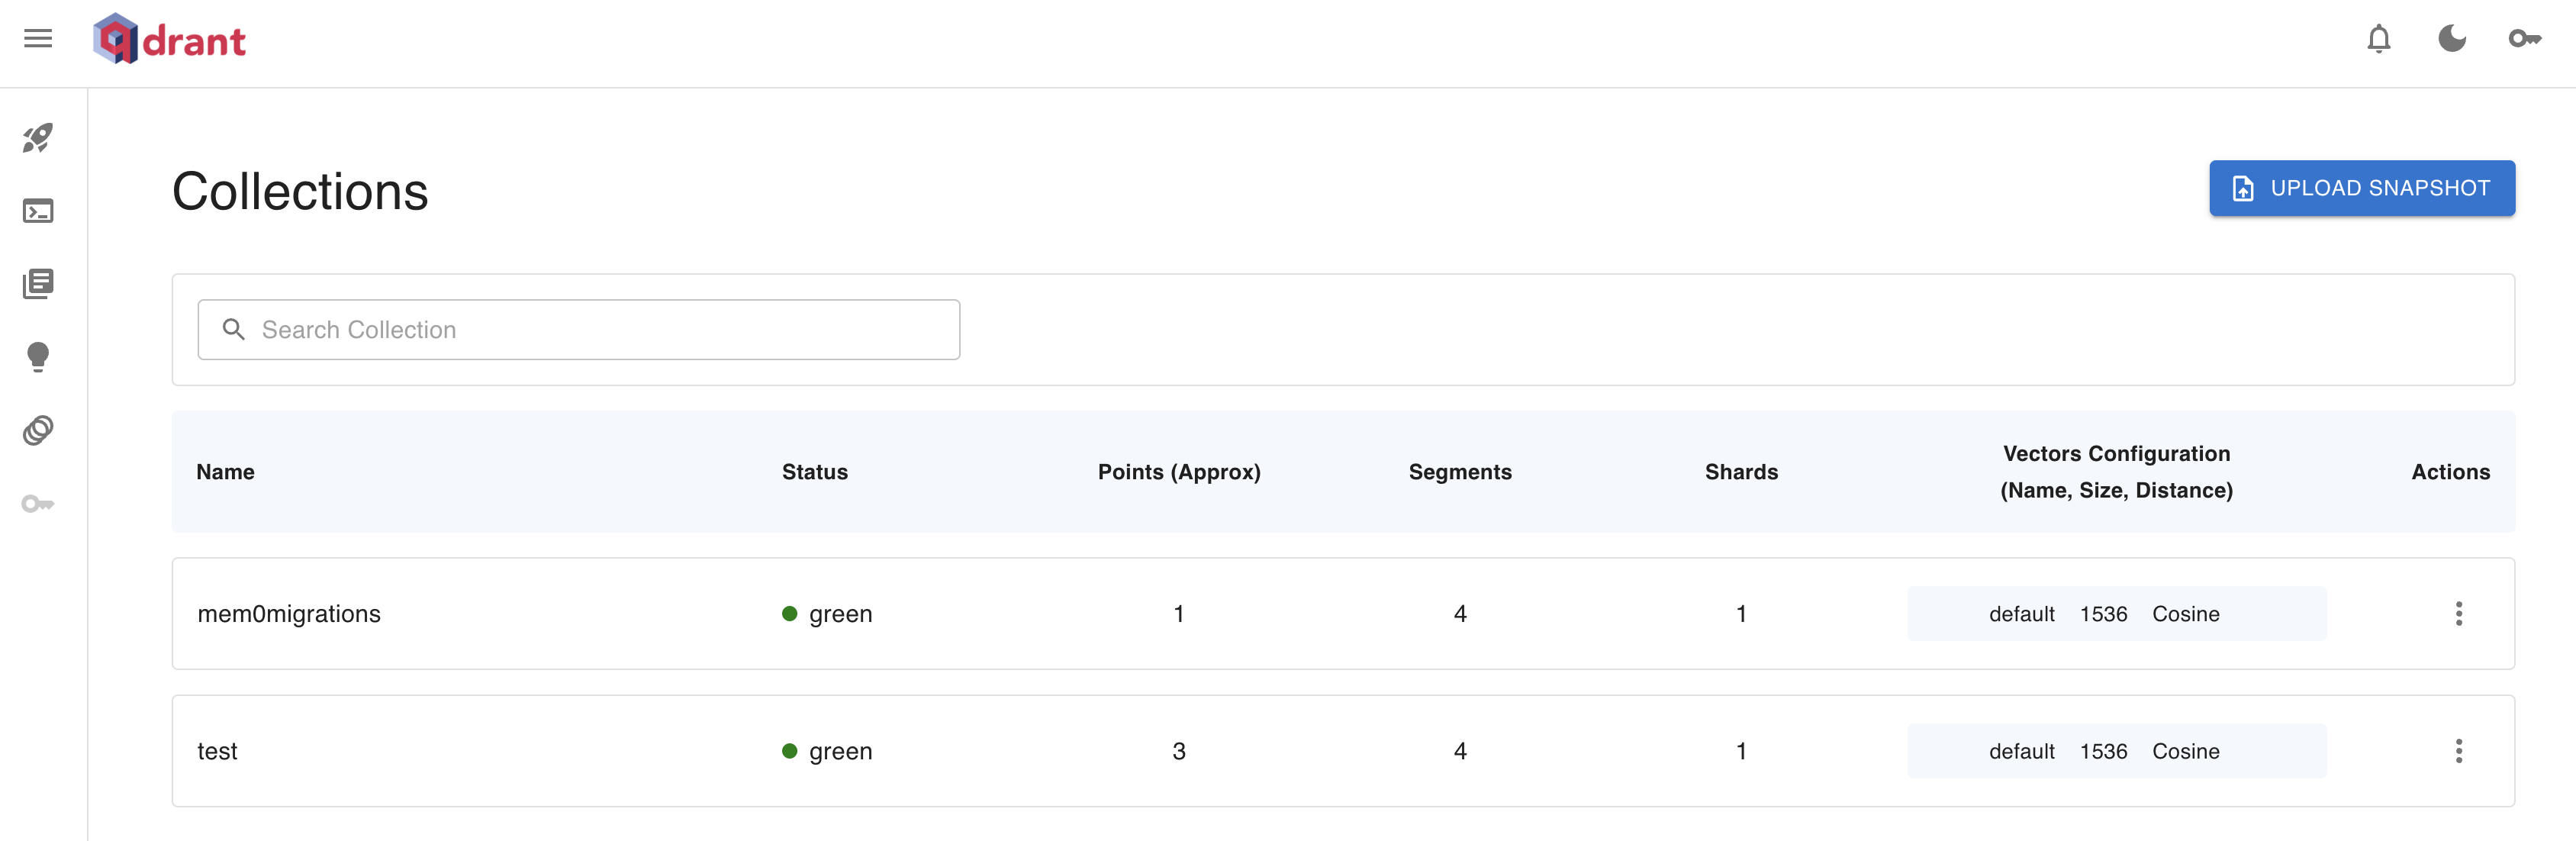 qdrant
Collections
UPLOAD SNAPSHOT
Search Collection
Name Status Points (Approx) Segments Shards Vectors Configuration (Name, Size, Distance) Actions
mem0migrations green 1 4 1 default 1536 Cosine
test green 3 4 1 default 1536 Cosine